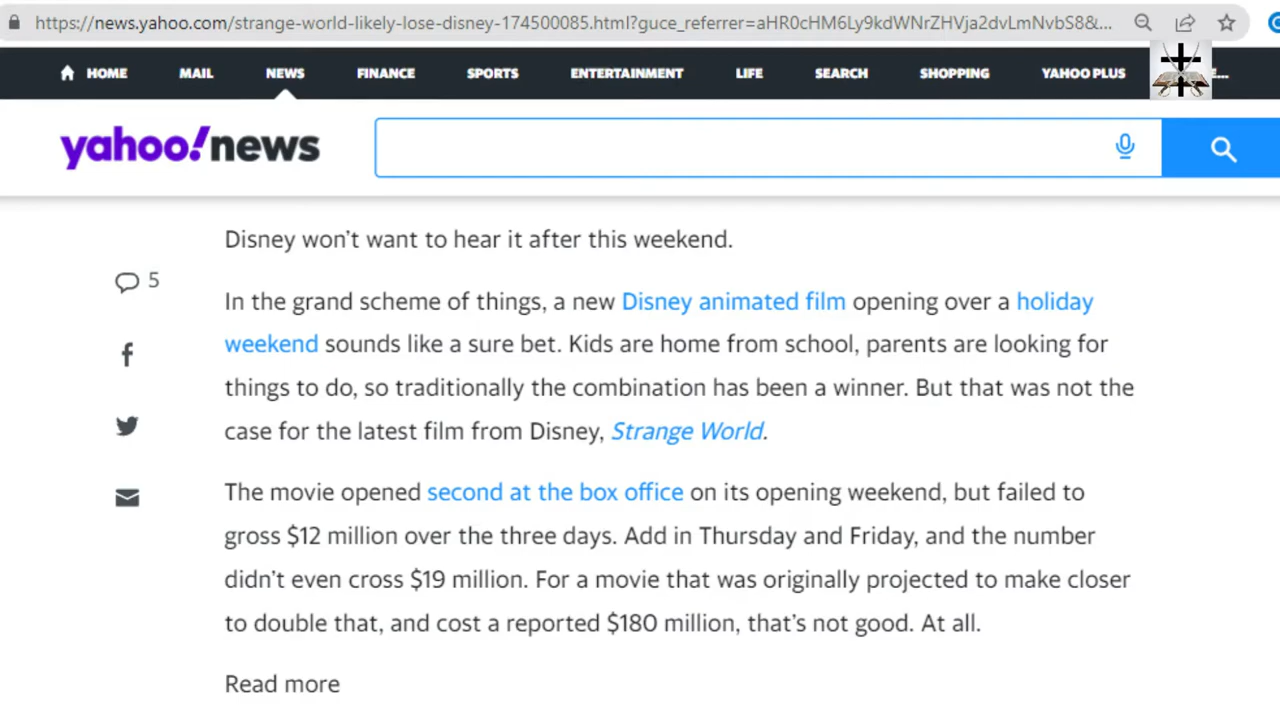 https://news.yahoo.com/strange-world-likely-lose-disney-174500085.html?guce_referrer=aHR0cHM6Ly9kdWNrZHVja2dvLmNvbS8&...
HOME MAIL NEWS FINANCE SPORTS ENTERTAINMENT LIFE SEARCH SHOPPING YAHOO PLUS E...
yahoo!news
Disney won't want to hear it after this weekend.
5
In the grand scheme of things, a new Disney animated film opening over a holiday
weekend sounds like a sure bet. Kids are home from school, parents are looking for
things to do, so traditionally the combination has been a winner. But that was not the
case for the latest film from Disney, Strange World.
The movie opened second at the box office on its opening weekend, but failed to
gross $12 million over the three days. Add in Thursday and Friday, and the number
didn't even cross $19 million. For a movie that was originally projected to make closer
to double that, and cost a reported $180 million, that's not good. At all.
Read more